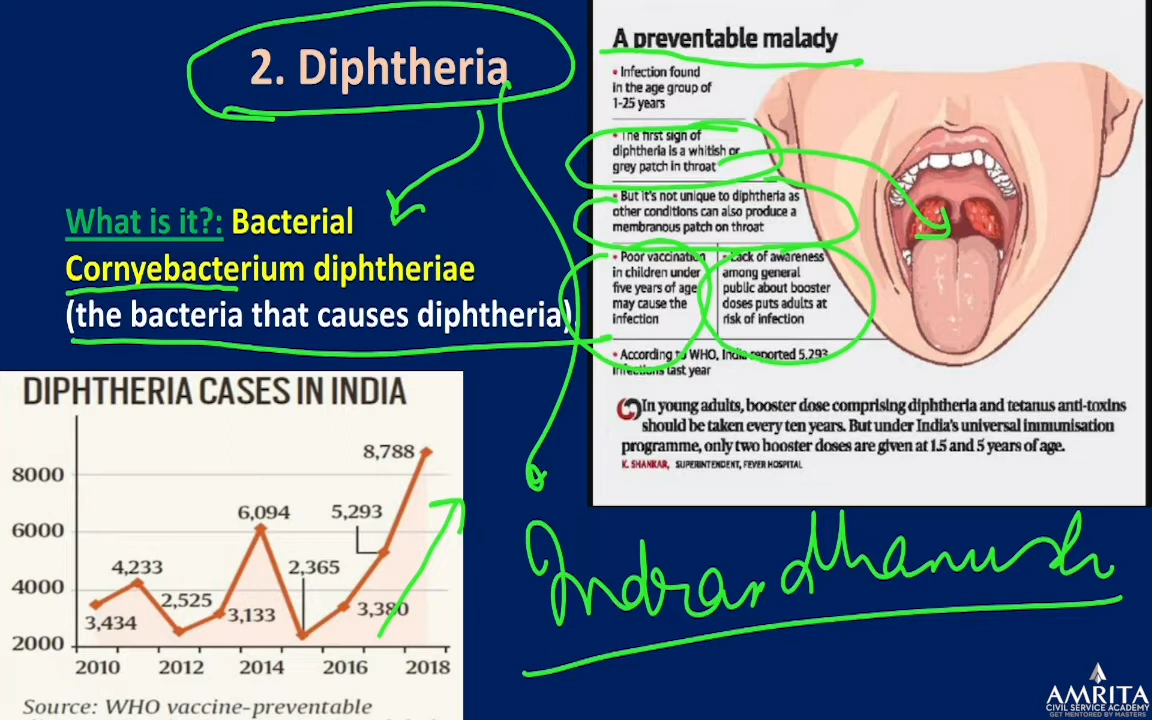 2. Diphtheria
What is it?: Bacterial
Cornyebacterium diphtheriae
(the bacteria that causes diphtheria)
DIPHTHERIA CASES IN INDIA
8000
6000
4000
2000
3,434
4,233
2,525
3,133
6,094
2,365
3,380
5,293
8,788
2010
2012
2014
2016
2018
Source: WHO vaccine-preventable
A preventable malady
• Infection found
in the age group of
1-25 years
• The first sign of
diphtheria is a whitish or
grey patch in throat
• But it's not unique to diphtheria as
other conditions can also produce a
membranous patch on throat
• Poor vaccination
in children under
five years of age
may cause the
infection
• Lack of awareness
among general
public about booster
doses puts adults at
risk of infection
• According to WHO, India reported 5,293
infections last year
In young adults, booster dose comprising diphtheria and tetanus anti-toxins
should be taken every ten years. But under India's universal immunisation
programme, only two booster doses are given at 1.5 and 5 years of age.
K. SHANKAR, SUPERINTENDENT, FEVER HOSPITAL
Indradhanush
AMRITA
CIVIL SERVICE ACADEMY
GET MENTORED BY MASTERS